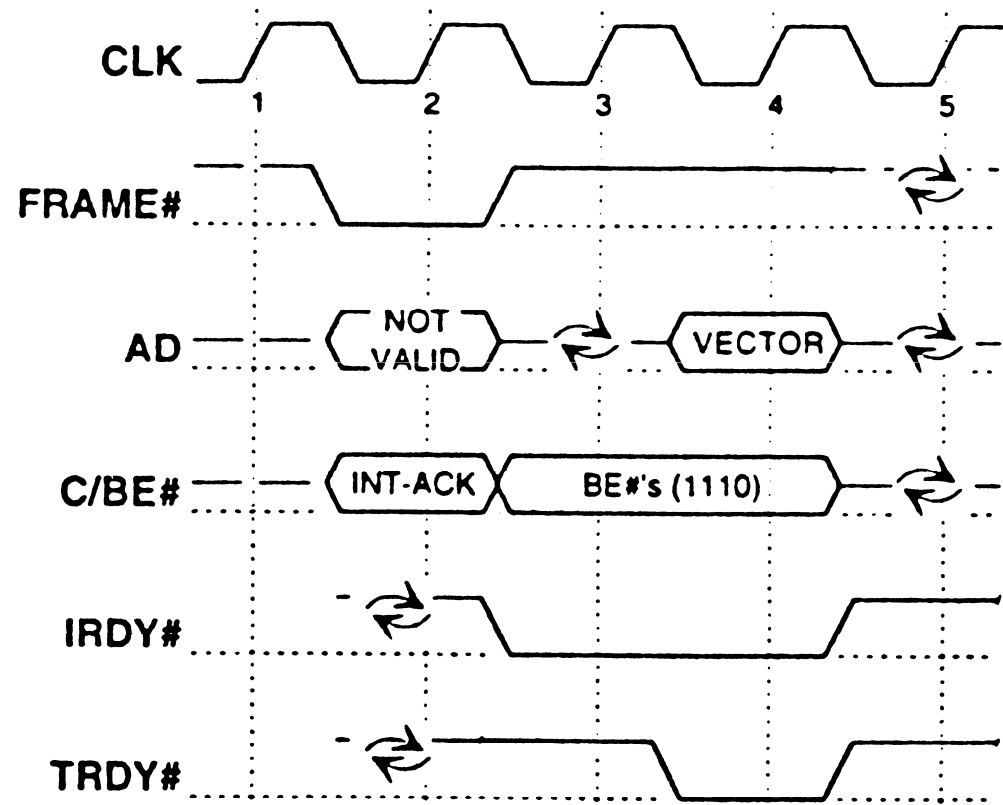 CLK
1 2 3 4 5
FRAME#
AD
NOT
VALID
VECTOR
C/BE#
INT-ACK
BE#'s (1110)
IRDY#
TRDY#